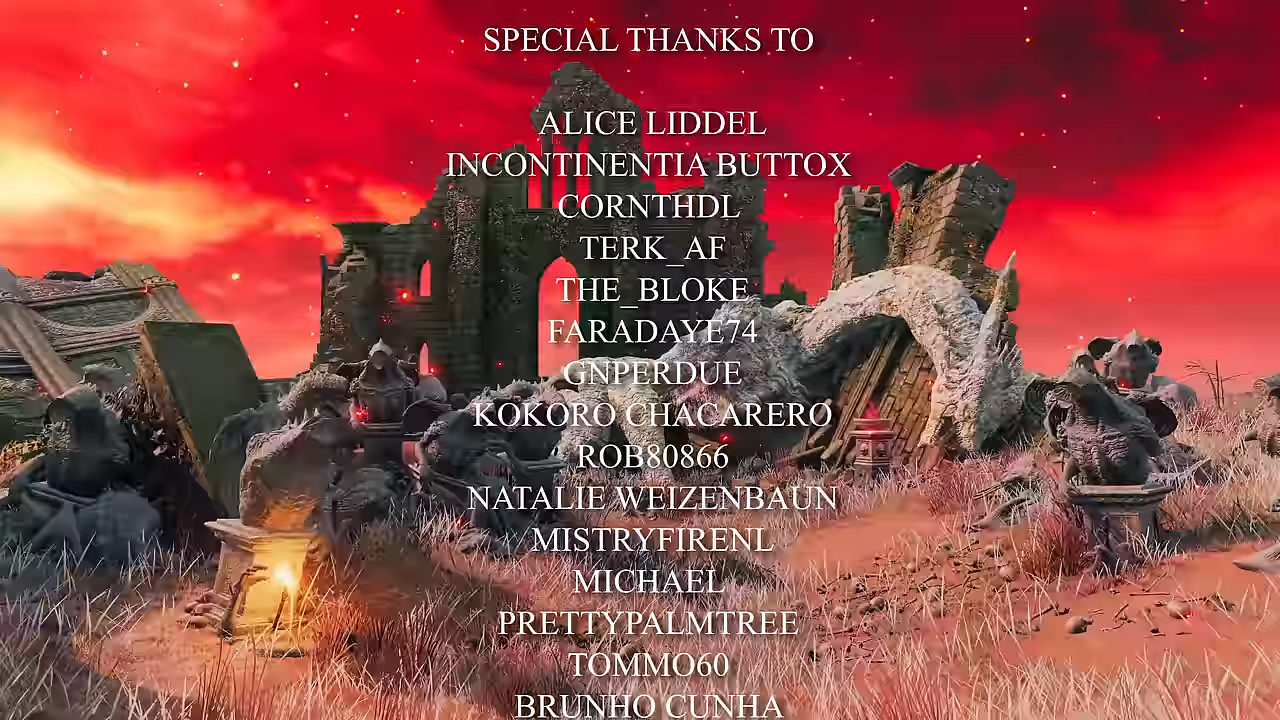 SPECIAL THANKS TO
ALICE LIDDEL
INCONTINENTIA BUTTOX
CORNTHDL
TERK_AF
THE_BLOKE
FARADAYE74
GNPERDUE
KOKORO CHACARERO
ROB80866
NATALIE WEIZENBAUN
MISTRYFIRENL
MICHAEL
PRETTYPALMTREE
TOMMO60
BRUNHO CUNHA